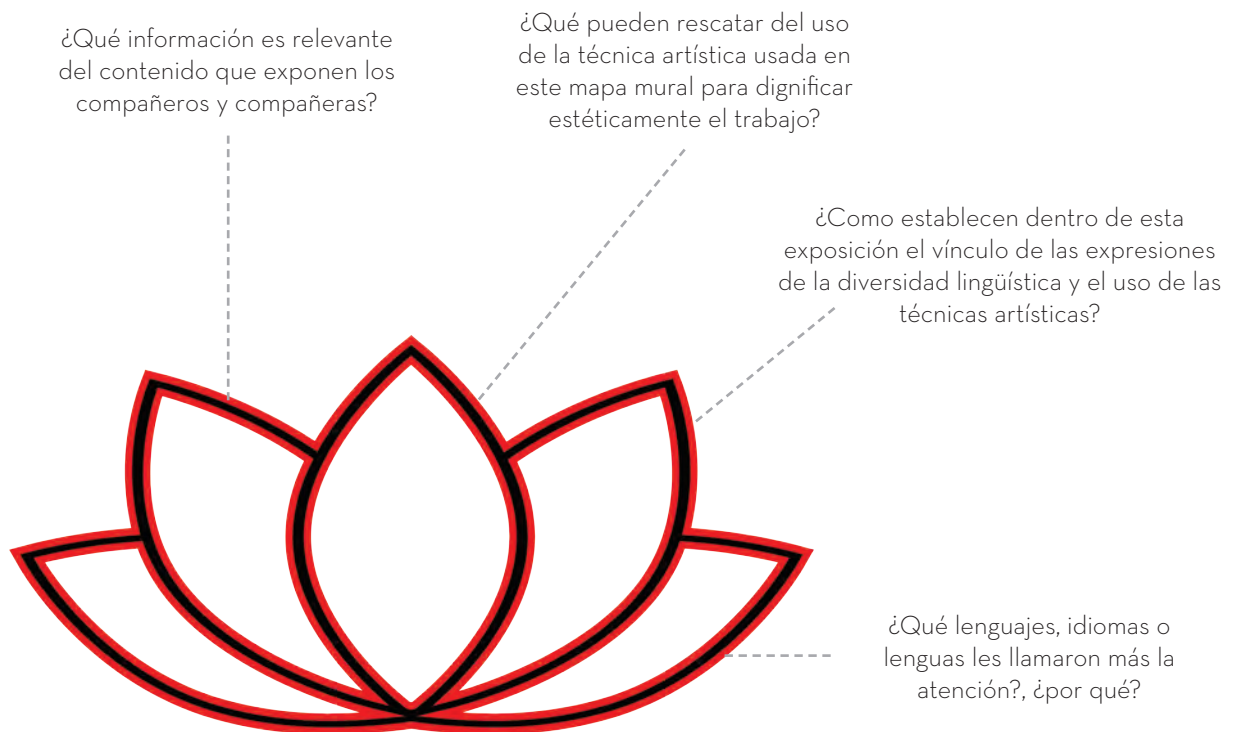 ¿Qué información es relevante
del contenido que exponen los
compañeros y compañeras?
¿Qué pueden rescatar del uso
de la técnica artística usada en
este mapa mural para dignificar
estéticamente el trabajo?
¿Como establecen dentro de esta
exposición el vínculo de las expresiones
de la diversidad lingüística y el uso de las
técnicas artísticas?
¿Qué lenguajes, idiomas o
lenguas les llamaron más la
atención?, ¿por qué?